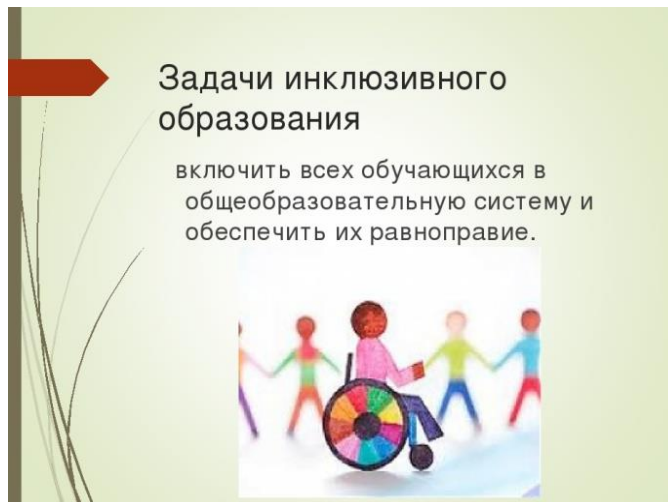 Задачи инклюзивного
образования
включить всех обучающихся в
общеобразовательную систему и
обеспечить их равноправие.